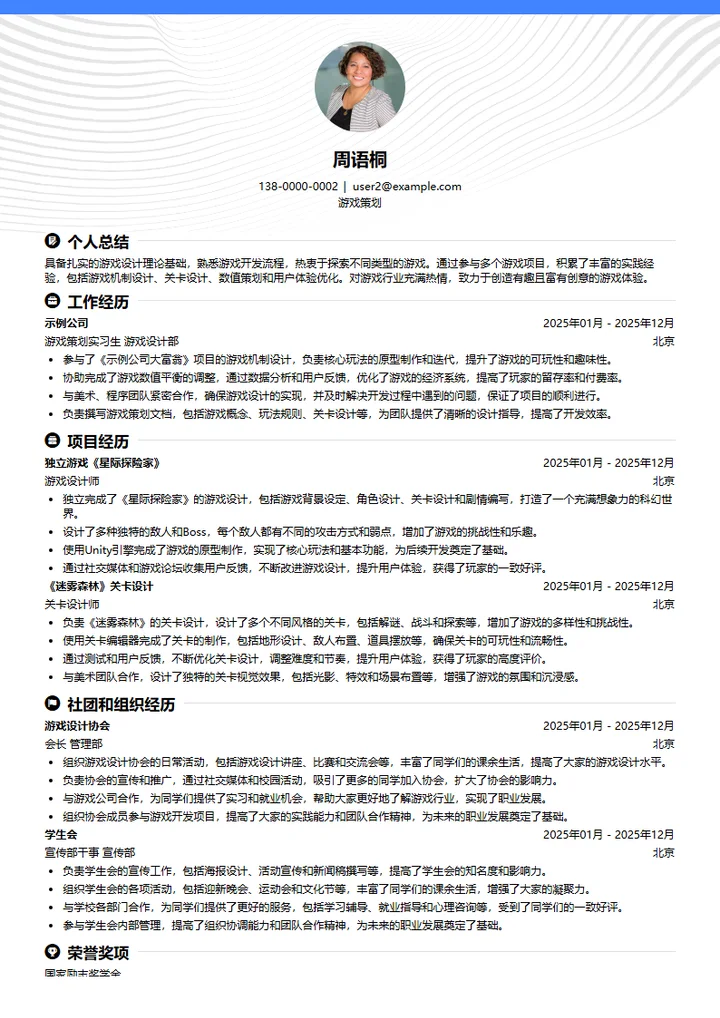 周语桐
138-0000-0002 | user2@example.com
游戏策划
个人总结
具备扎实的游戏设计理论基础，熟悉游戏开发流程，热衷于探索不同类型的游戏。通过参与多个游戏项目，积累了丰富的实践经
验，包括游戏机制设计、关卡设计、数值策划和用户体验优化。对游戏行业充满热情，致力于创造有趣且富有创意的游戏体验。
工作经历
示例公司 2025年01月 - 2025年12月
游戏策划实习生 游戏设计部 北京
• 参与了《示例公司大富翁》项目的游戏机制设计，负责核心玩法的原型制作和迭代，提升了游戏的可玩性和趣味性。
• 协助完成了游戏数值平衡的调整，通过数据分析和用户反馈，优化了游戏的经济系统，提高了玩家的留存率和付费率。
• 与美术、程序团队紧密合作，确保游戏设计的实现，并及时解决开发过程中遇到的问题，保证了项目的顺利进行。
• 负责撰写游戏策划文档，包括游戏概念、玩法规则、关卡设计等，为团队提供了清晰的设计指导，提高了开发效率。
项目经历
独立游戏《星际探险家》 2025年01月 - 2025年12月
游戏设计师 北京
• 独立完成了《星际探险家》的游戏设计，包括游戏背景设定、角色设计、关卡设计和剧情编写，打造了一个充满想象力的科幻世
界。
• 设计了多种独特的敌人和Boss，每个敌人都有不同的攻击方式和弱点，增加了游戏的挑战性和乐趣。
• 使用Unity引擎完成了游戏的原型制作，实现了核心玩法和基本功能，为后续开发奠定了基础。
• 通过社交媒体和游戏论坛收集用户反馈，不断改进游戏设计，提升用户体验，获得了玩家的一致好评。
《迷雾森林》关卡设计 2025年01月 - 2025年12月
关卡设计师 北京
• 负责《迷雾森林》的关卡设计，设计了多个不同风格的关卡，包括解谜、战斗和探索等，增加了游戏的多样性和挑战性。
• 使用关卡编辑器完成了关卡的制作，包括地形设计、敌人布置、道具摆放等，确保关卡的可玩性和流畅性。
• 通过测试和用户反馈，不断优化关卡设计，调整难度和节奏，提升用户体验，获得了玩家的高度评价。
• 与美术团队合作，设计了独特的关卡视觉效果，包括光影、特效和场景布置等，增强了游戏的氛围和沉浸感。
社团和组织经历
游戏设计协会 2025年01月 - 2025年12月
会长 管理部 北京
• 组织游戏设计协会的日常活动，包括游戏设计讲座、比赛和交流会等，丰富了同学们的课余生活，提高了大家的游戏设计水平。
• 负责协会的宣传和推广，通过社交媒体和校园活动，吸引了更多的同学加入协会，扩大了协会的影响力。
• 与游戏公司合作，为同学们提供了实习和就业机会，帮助大家更好地了解游戏行业，实现了职业发展。
• 组织协会成员参与游戏开发项目，提高了大家的实践能力和团队合作精神，为未来的职业发展奠定了基础。
学生会 2025年01月 - 2025年12月
宣传部干事 宣传部 北京
• 负责学生会的宣传工作，包括海报设计、活动宣传和新闻稿撰写等，提高了学生会的知名度和影响力。
• 组织学生会的各项活动，包括迎新晚会、运动会和文化节等，丰富了同学们的课余生活，增强了大家的凝聚力。
• 与学校各部门合作，为同学们提供了更好的服务，包括学习辅导、就业指导和心理咨询等，受到了同学们的一致好评。
• 参与学生会内部管理，提高了组织协调能力和团队合作精神，为未来的职业发展奠定了基础。
荣誉奖项
国家励志奖学金